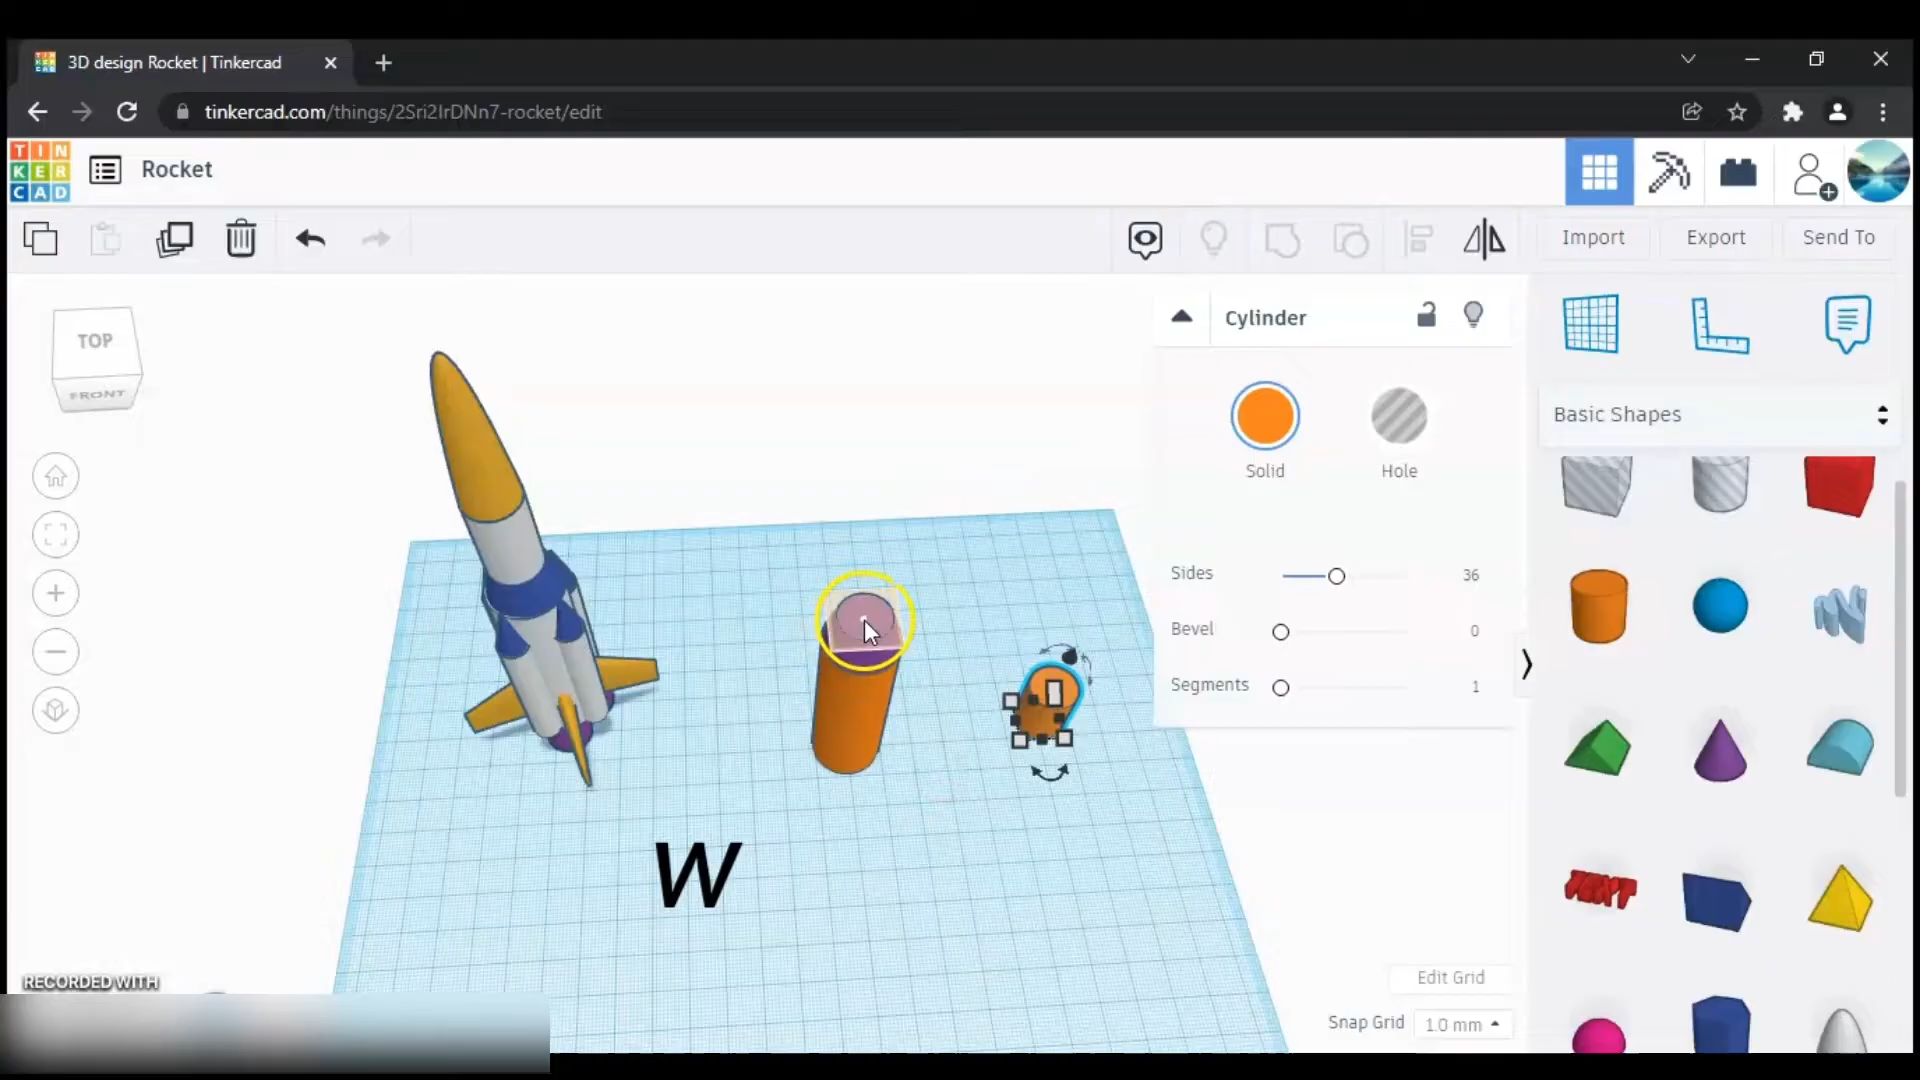 3D design Rocket | Tinkercad
tinkercad.com/things/2Sri2IrDNn7-rocket/edit
TIN
KER
CAD
Rocket
Import
Export
Send To
TOP
FRONT
Cylinder
Solid
Hole
Sides
36
Bevel
0
Segments
1
Basic Shapes
TEXT
W
Edit Grid
Snap Grid
1.0 mm
RECORDED WITH